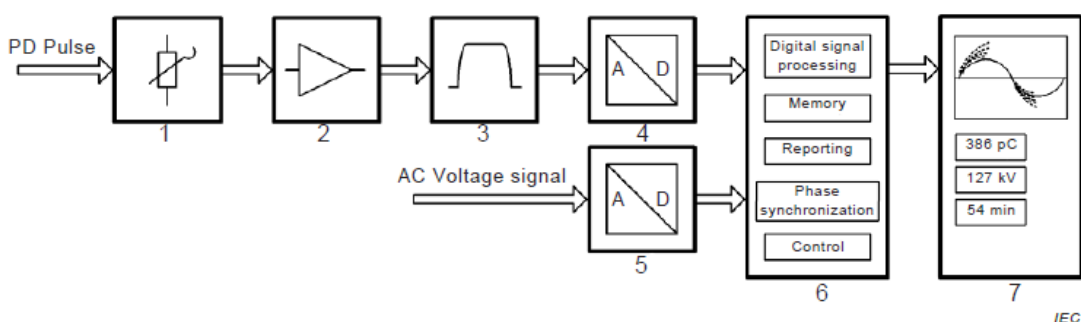 PD Pulse
1
2
3
A
D
4
AC Voltage signal
A
D
5
Digital signal
processing
Memory
Reporting
Phase
synchronization
Control
6
386 pC
127 kV
54 min
7
IEC